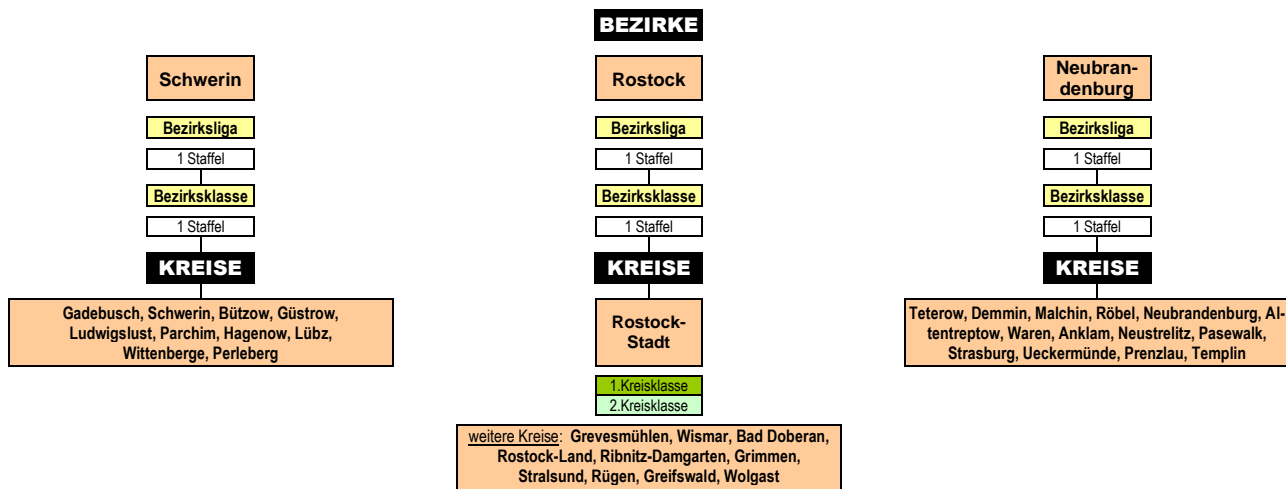 BEZIRKE
Schwerin
Rostock
Neubran-
denburg
Bezirksliga
Bezirksliga
Bezirksliga
1 Staffel
1 Staffel
1 Staffel
Bezirksklasse
Bezirksklasse
Bezirksklasse
1 Staffel
1 Staffel
1 Staffel
KREISE
KREISE
KREISE
Gadebusch, Schwerin, Bützow, Güstrow,
Ludwigslust, Parchim, Hagenow, Lübz,
Wittenberge, Perleberg
Rostock-
Stadt
Teterow, Demmin, Malchin, Röbel, Neubrandenburg, Al-
tentreptow, Waren, Anklam, Neustrelitz, Pasewalk,
Strasburg, Ueckermünde, Prenzlau, Templin
1.Kreisklasse
2.Kreisklasse
weitere Kreise: Grevesmühlen, Wismar, Bad Doberan,
Rostock-Land, Ribnitz-Damgarten, Grimmen,
Stralsund, Rügen, Greifswald, Wolgast